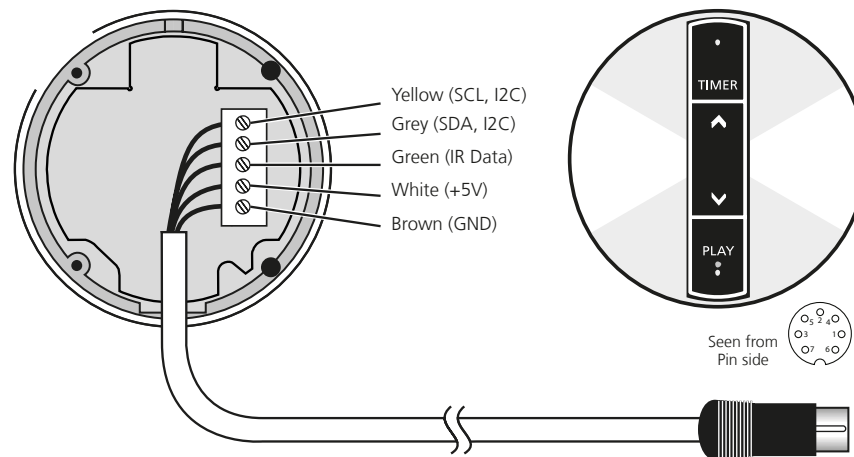 Yellow (SCL, I2C)
Grey (SDA, I2C)
Green (IR Data)
White (+5V)
Brown (GND)
TIMER
PLAY
Seen from
Pin side
5 2 4
3 1
7 6